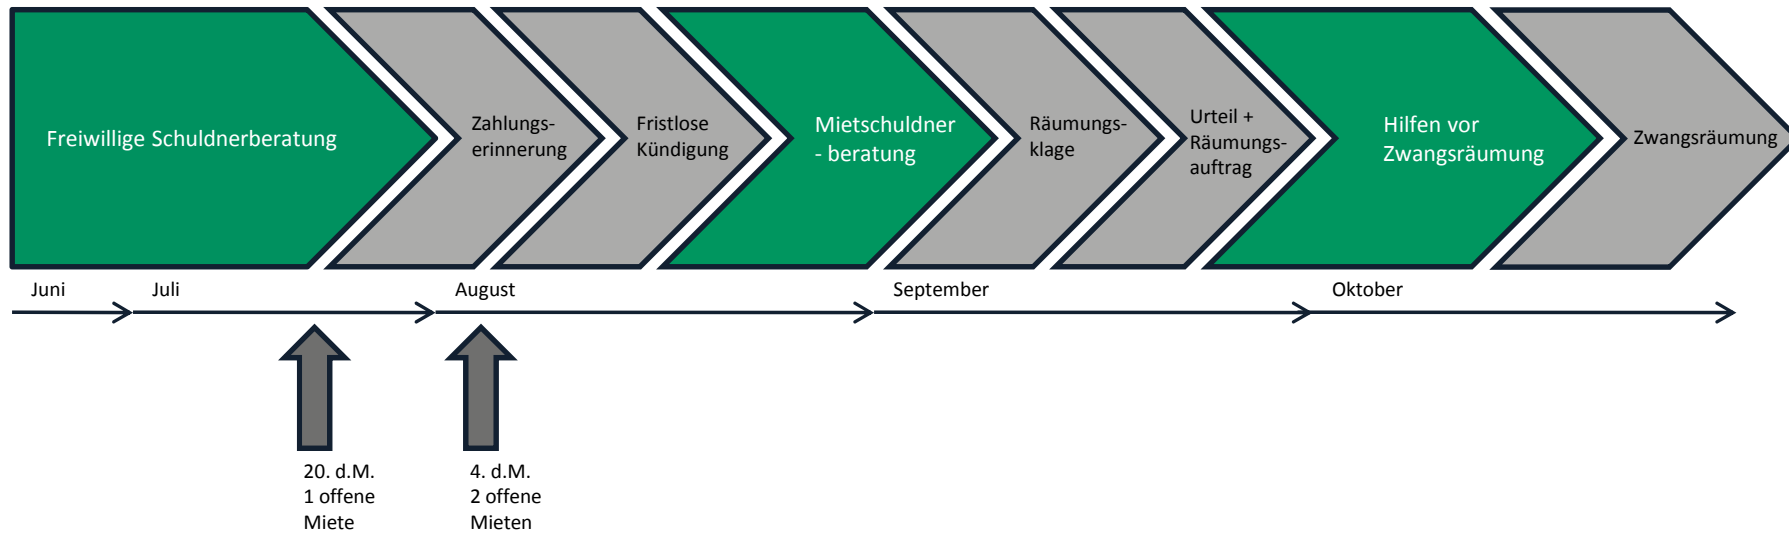 Freiwillige Schuldnerberatung
Zahlungs-
erinnerung
Fristlose
Kündigung
Mietschuldner
- beratung
Räumungs-
klage
Urteil +
Räumungs-
auftrag
Hilfen vor
Zwangsräumung
Zwangsräumung
Juni
Juli
August
September
Oktober
20. d.M.
1 offene
Miete
4. d.M.
2 offene
Mieten